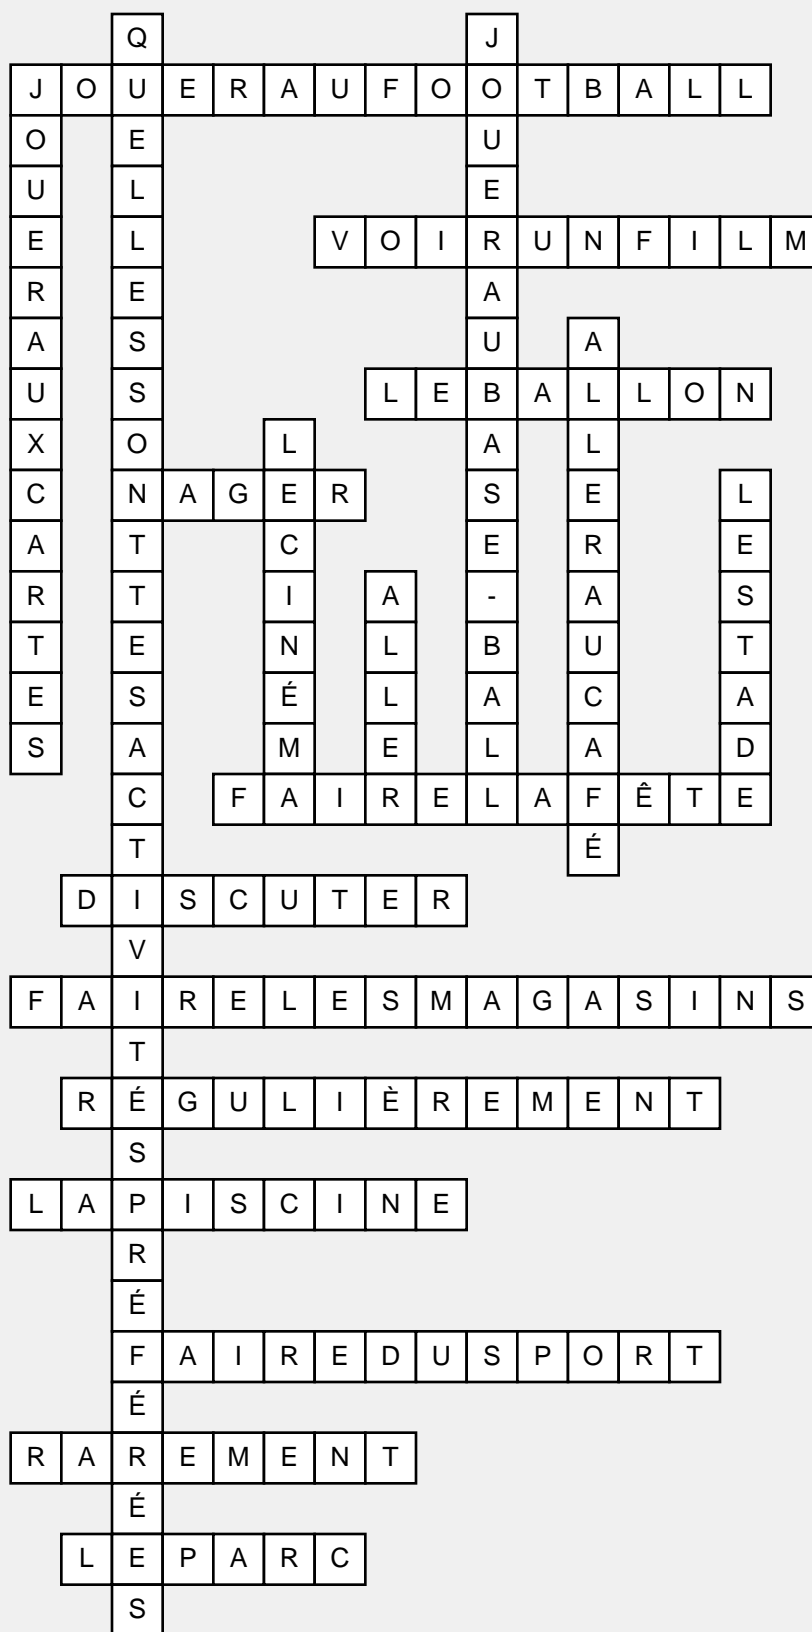 QUELLESSONTTESACTIVITÉSPRÉFÉRÉES
JOUERAUBASE-BALL
JOUERAUFOOTBALL
JOUERAUXCARTES
VOIRUNFILM
ALLERAUCAFÉ
LEBALLON
LECINÉMA
NAGER
LESTADE
ALLER
FAIRELAFÊTE
DISCUTER
FAIRELESMAGASINS
RÉGULIÈREMENT
LAPISCINE
FAIREDUSPORT
RAREMENT
LEPARC